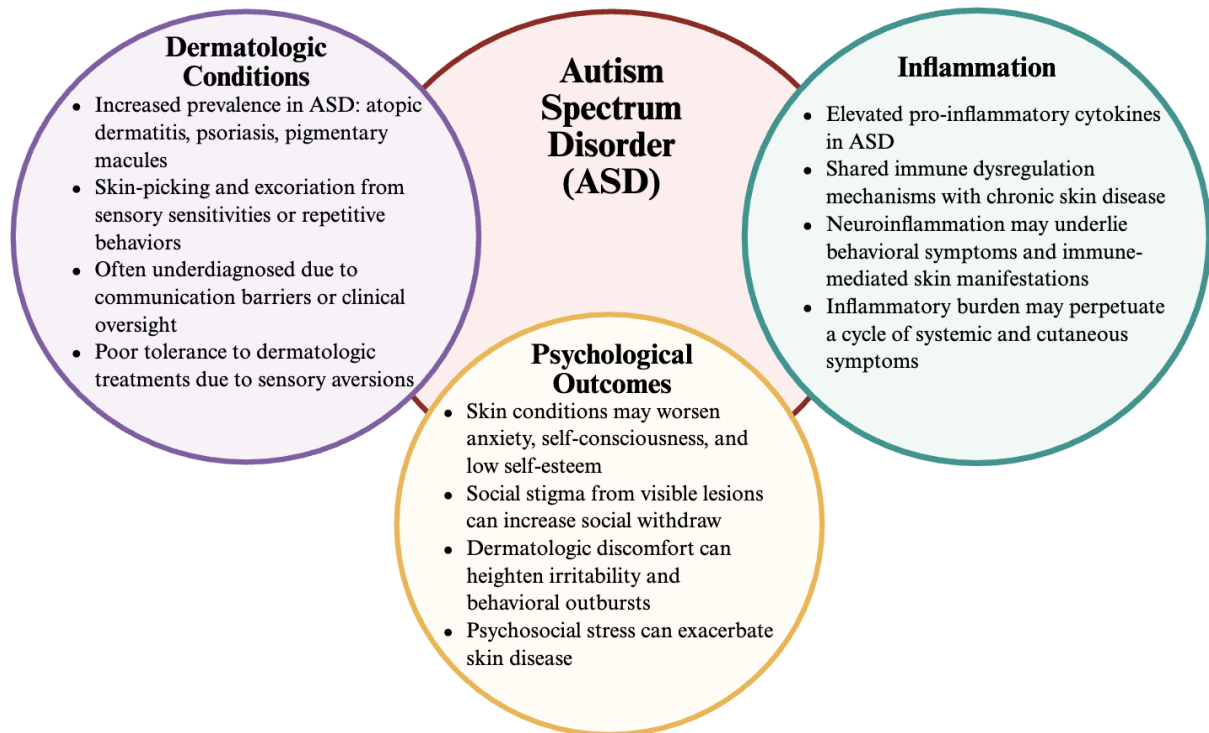 Dermatologic
Conditions
• Increased prevalence in ASD: atopic
dermatitis, psoriasis, pigmentary
macules
• Skin-picking and excoriation from
sensory sensitivities or repetitive
behaviors
• Often underdiagnosed due to
communication barriers or clinical
oversight
• Poor tolerance to dermatologic
treatments due to sensory aversions
Autism
Spectrum
Disorder
(ASD)
Inflammation
• Elevated pro-inflammatory cytokines
in ASD
• Shared immune dysregulation
mechanisms with chronic skin disease
• Neuroinflammation may underlie
behavioral symptoms and immune-
mediated skin manifestations
• Inflammatory burden may perpetuate
a cycle of systemic and cutaneous
symptoms
Psychological
Outcomes
• Skin conditions may worsen
anxiety, self-consciousness, and
low self-esteem
• Social stigma from visible lesions
can increase social withdraw
• Dermatologic discomfort can
heighten irritability and
behavioral outbursts
• Psychosocial stress can exacerbate
skin disease